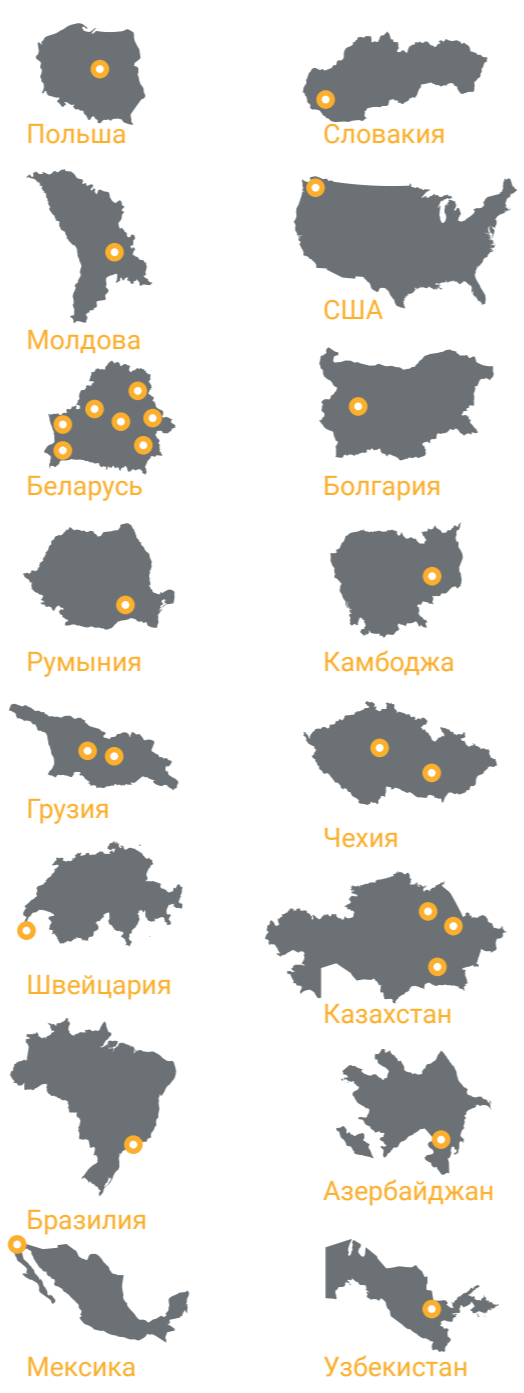 Польша
Словакия
Молдова
США
Беларусь
Болгария
Румыния
Камбоджа
Грузия
Чехия
Швейцария
Казахстан
Бразилия
Азербайджан
Мексика
Узбекистан